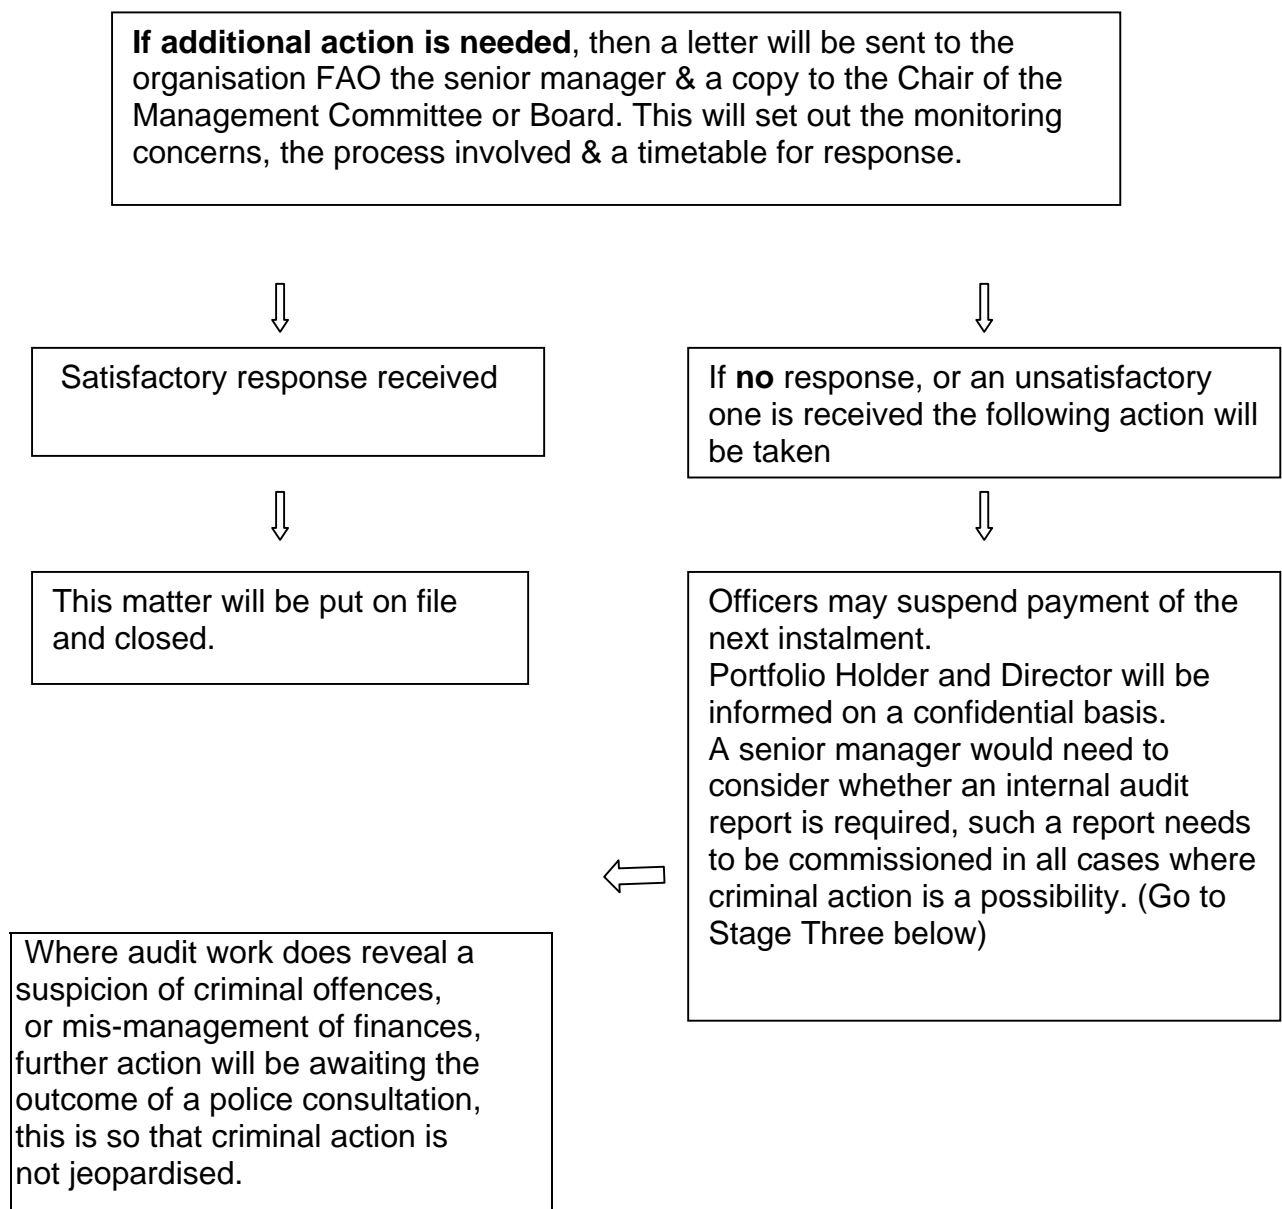 If additional action is needed, then a letter will be sent to the
organisation FAO the senior manager & a copy to the Chair of the
Management Committee or Board. This will set out the monitoring
concerns, the process involved & a timetable for response.
Satisfactory response received
If no response, or an unsatisfactory
one is received the following action will
be taken
This matter will be put on file
and closed.
Officers may suspend payment of the
next instalment.
Portfolio Holder and Director will be
informed on a confidential basis.
A senior manager would need to
consider whether an internal audit
report is required, such a report needs
to be commissioned in all cases where
criminal action is a possibility. (Go to
Stage Three below)
Where audit work does reveal a
suspicion of criminal offences,
or mis-management of finances,
further action will be awaiting the
outcome of a police consultation,
this is so that criminal action is
not jeopardised.